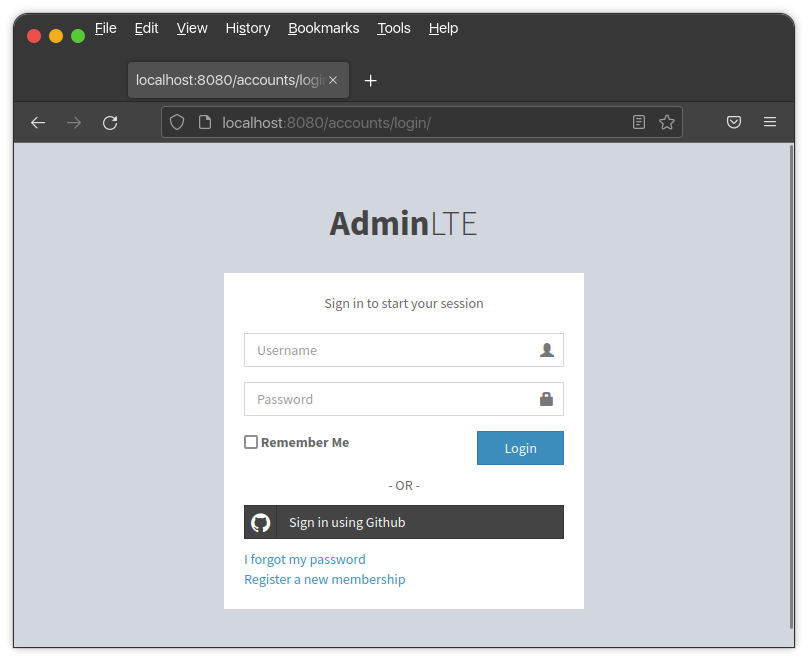 File Edit View History Bookmarks Tools Help
localhost:8080/accounts/logi
localhost:8080/accounts/login/
AdminLTE
Sign in to start your session
Username
Password
Remember Me
Login
- OR -
Sign in using Github
I forgot my password
Register a new membership